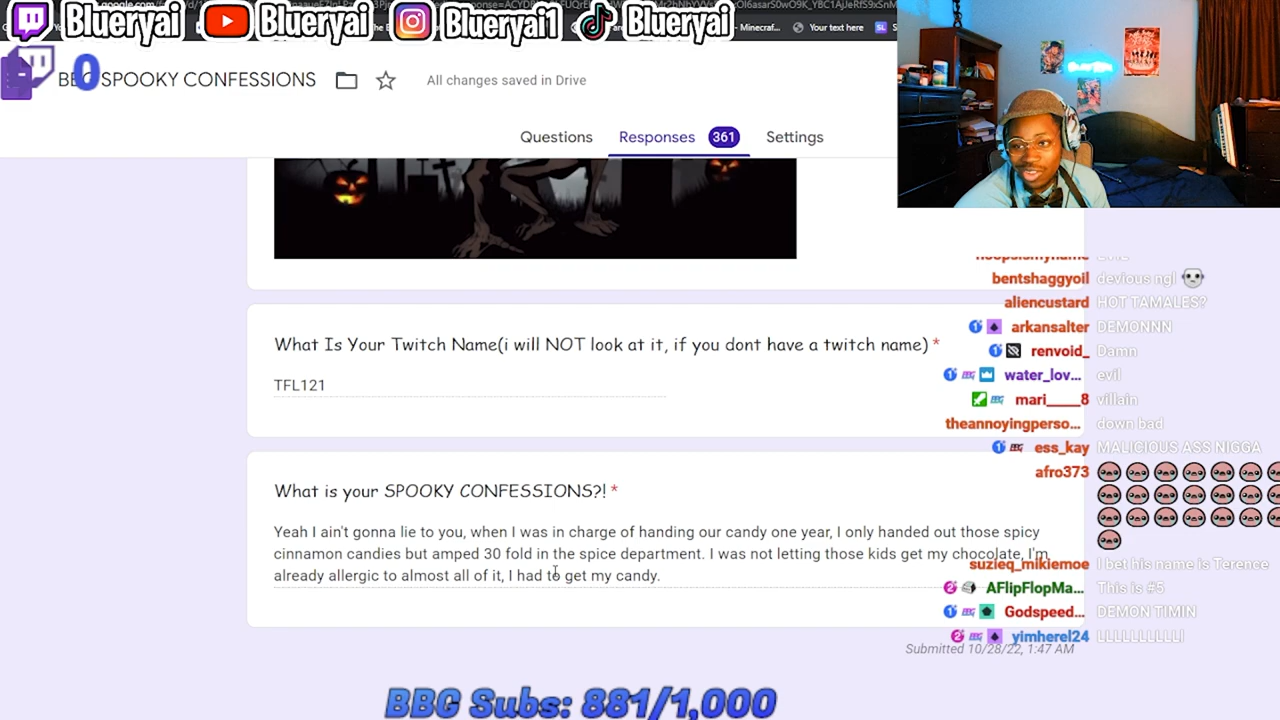 Blueryai Blueryai Blueryai1 Blueryai
Minecraf... Your text here SL
0
SPOOKY CONFESSIONS All changes saved in Drive
Questions Responses 361 Settings
What Is Your Twitch Name(i will NOT look at it, if you dont have a twitch name) *
TFL121
What is your SPOOKY CONFESSIONS?! *
Yeah I ain't gonna lie to you, when I was in charge of handing our candy one year, I only handed out those spicy
cinnamon candies but amped 30 fold in the spice department. I was not letting those kids get my chocolate, I'm
already allergic to almost all of it, I had to get my candy.
Submitted 10/28/22, 1:47 AM
BBG Subs: 881/1,000
bentshaggyoil devious ngl
aliencustard HOT TAMALES?
arkansalter DEMONNN
renvoid_ Damn
water_lov... evil
mari____8 villain
theannoyingperso... down bad
ess_kay MALICIOUS ASS NIGGA
afro373
suzieq_mikiemoe I bet his name is Terence
AFlipFlopMa... This is #5
Godspeed... DEMON TIMIN
yimherel24 LLLLLLLLLLL